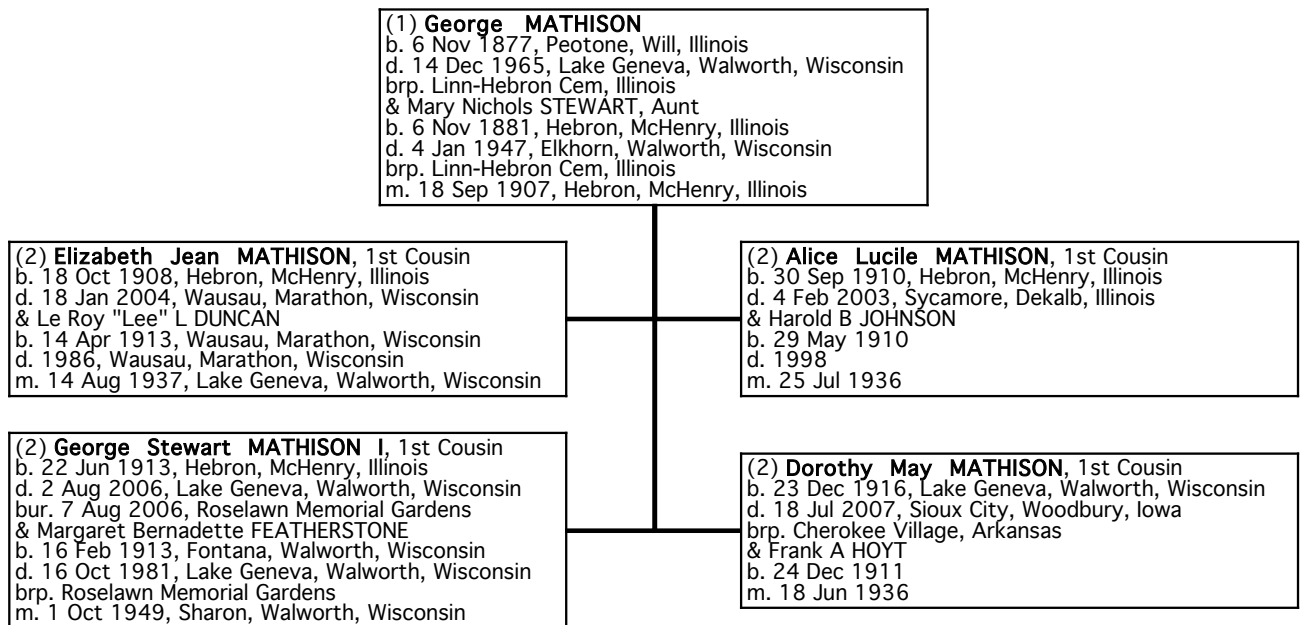 (1) George MATHISON
b. 6 Nov 1877, Peotone, Will, Illinois
d. 14 Dec 1965, Lake Geneva, Walworth, Wisconsin
brp. Linn-Hebron Cem, Illinois
& Mary Nichols STEWART, Aunt
b. 6 Nov 1881, Hebron, McHenry, Illinois
d. 4 Jan 1947, Elkhorn, Walworth, Wisconsin
brp. Linn-Hebron Cem, Illinois
m. 18 Sep 1907, Hebron, McHenry, Illinois
(2) Elizabeth Jean MATHISON, 1st Cousin
b. 18 Oct 1908, Hebron, McHenry, Illinois
d. 18 Jan 2004, Wausau, Marathon, Wisconsin
& Le Roy "Lee" L DUNCAN
b. 14 Apr 1913, Wausau, Marathon, Wisconsin
d. 1986, Wausau, Marathon, Wisconsin
m. 14 Aug 1937, Lake Geneva, Walworth, Wisconsin
(2) Alice Lucile MATHISON, 1st Cousin
b. 30 Sep 1910, Hebron, McHenry, Illinois
d. 4 Feb 2003, Sycamore, Dekalb, Illinois
& Harold B JOHNSON
b. 29 May 1910
d. 1998
m. 25 Jul 1936
(2) George Stewart MATHISON I, 1st Cousin
b. 22 Jun 1913, Hebron, McHenry, Illinois
d. 2 Aug 2006, Lake Geneva, Walworth, Wisconsin
bur. 7 Aug 2006, Roselawn Memorial Gardens
& Margaret Bernadette FEATHERSTONE
b. 16 Feb 1913, Fontana, Walworth, Wisconsin
d. 16 Oct 1981, Lake Geneva, Walworth, Wisconsin
brp. Roselawn Memorial Gardens
m. 1 Oct 1949, Sharon, Walworth, Wisconsin
(2) Dorothy May MATHISON, 1st Cousin
b. 23 Dec 1916, Lake Geneva, Walworth, Wisconsin
d. 18 Jul 2007, Sioux City, Woodbury, Iowa
brp. Cherokee Village, Arkansas
& Frank A HOYT
b. 24 Dec 1911
m. 18 Jun 1936